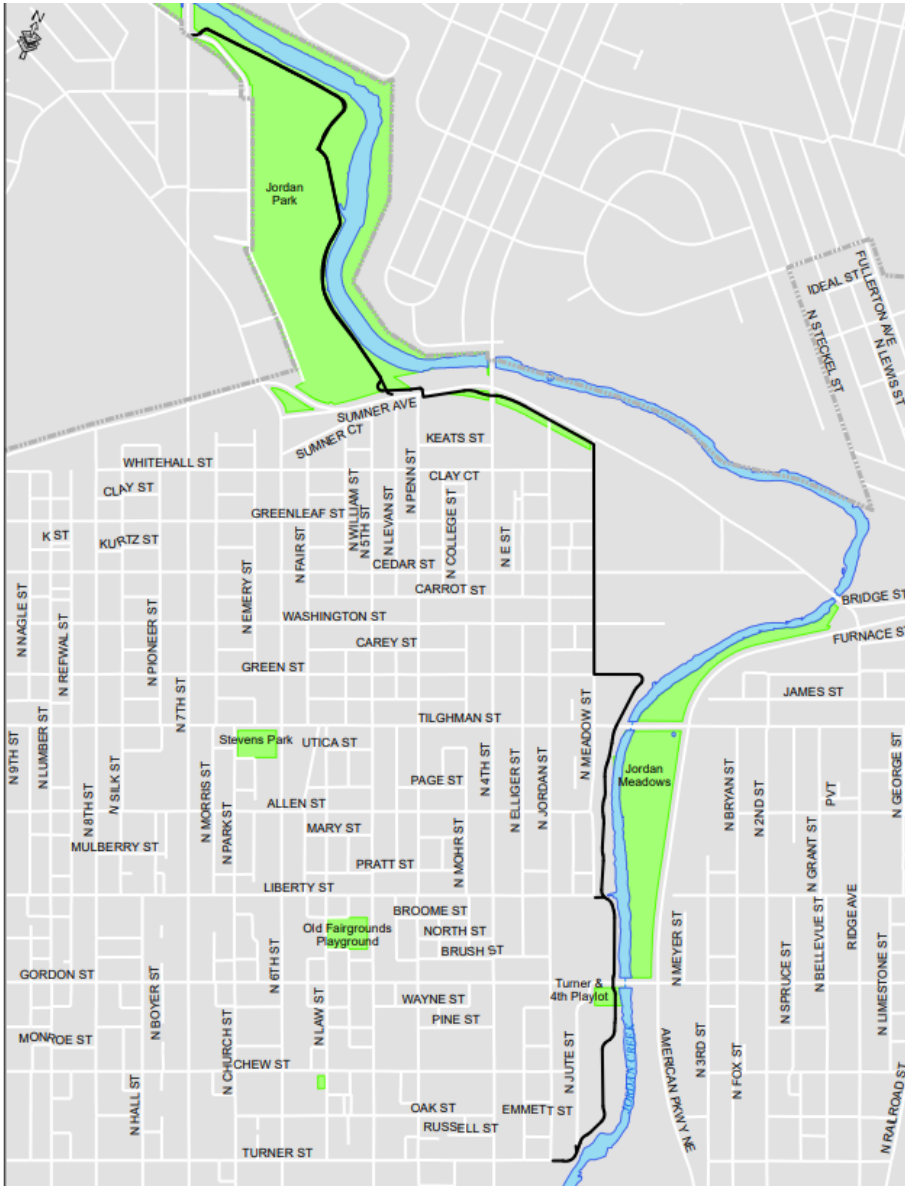 N
Jordan
Park
IDEAL ST
FULLERTON AVE
N STECKEL ST
N LEWIS ST
SUMNER AVE
SUMNER CT
KEATS ST
WHITEHALL ST
CLAY CT
CLAY ST
N PENN ST
N WILLIAM ST
N 5TH ST
N LEVAN ST
N COLLEGE ST
GREENLEAF ST
N FAIR ST
N E ST
K ST
KURTZ ST
CEDAR ST
CARROT ST
N EMERY ST
N NAGLE ST
N REFWAL ST
N PIONEER ST
WASHINGTON ST
BRIDGE ST
FURNACE ST
CAREY ST
GREEN ST
N 7TH ST
JAMES ST
N MEADOW ST
TILGHMAN ST
N 9TH ST
N LUMBER ST
Stevens Park
UTICA ST
N 4TH ST
Jordan
Meadows
N GEORGE ST
PAGE ST
N SILK ST
N 8TH ST
N MORRIS ST
N PARK ST
ALLEN ST
N ELLIGER ST
N JORDAN ST
N BRYAN ST
N 2ND ST
PVT
MARY ST
MULBERRY ST
PRATT ST
N MOHR ST
N GRANT ST
LIBERTY ST
BROOME ST
Old Fairgrounds
Playground
NORTH ST
BRUSH ST
N MEYER ST
N BELLEVUE ST
RIDGE AVE
N 6TH ST
GORDON ST
N BOYER ST
N LAW ST
Turner &
4th Playlot
WAYNE ST
PINE ST
N SPRUCE ST
N LIMESTONE ST
MONROE ST
N CHURCH ST
CHEW ST
N JUTE ST
JORDAN CREEK
AMERICAN PKWY NE
N 3RD ST
N FOX ST
N HALL ST
OAK ST
EMMETT ST
RUSSELL ST
N RAILROAD ST
TURNER ST